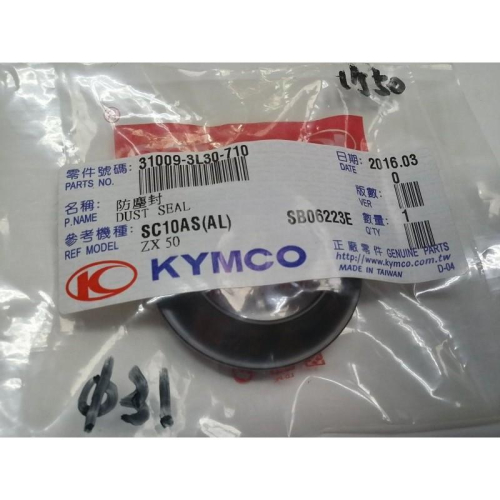 零件號碼: 31009-3L30-710 日期: 2016.03
PARTS NO. DATE
名稱: 防塵封 版數: 0
P.NAME DUST SEAL VER
參考機種: SC10AS(AL) SB06223E 數量: 1
REF MODEL ZX 50 Q'TY
KYMCO 正廠零件 GENUINE PARTS
http://www.kymco.com.tw
MADE IN TAIWAN D-04
φ31